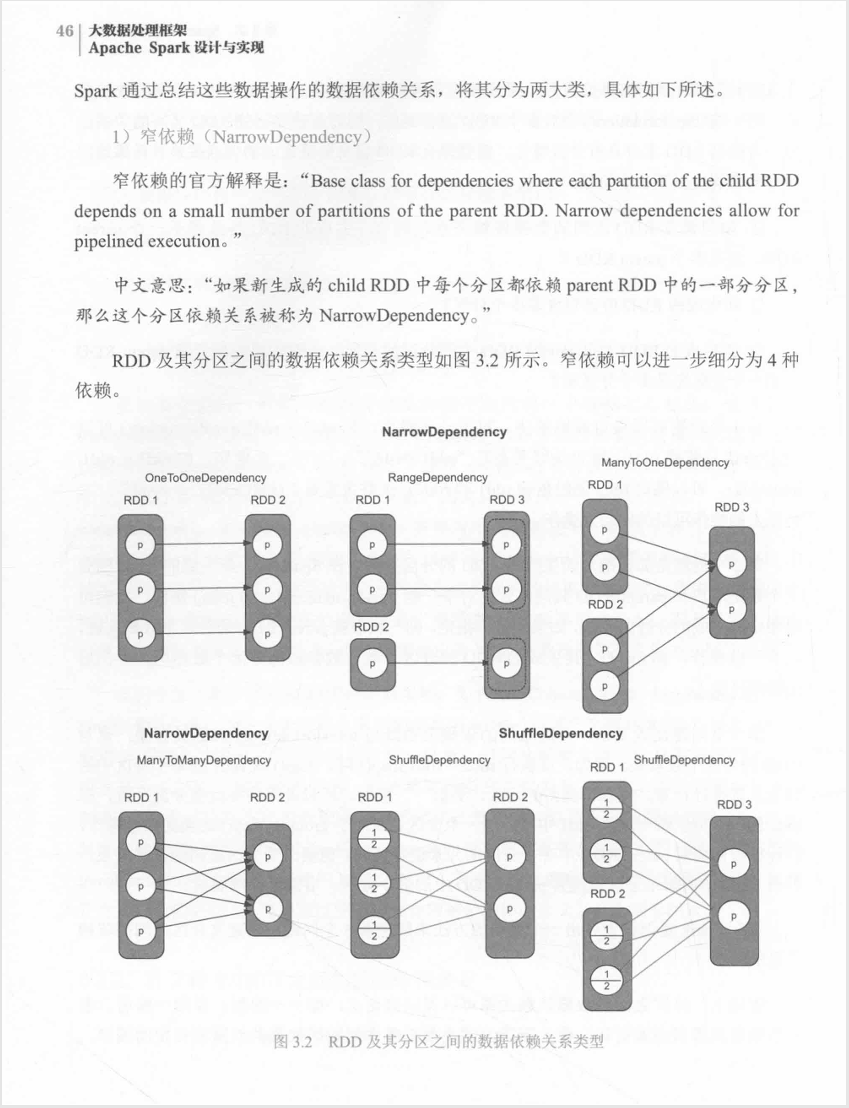 46 大数据处理框架
Apache Spark 设计与实现
Spark 通过总结这些数据操作的数据依赖关系，将其分为两大类，具体如下所述。
1）窄依赖（NarrowDependency）
窄依赖的官方解释是：“Base class for dependencies where each partition of the child RDD
depends on a small number of partitions of the parent RDD. Narrow dependencies allow for
pipelined execution。”
中文意思：“如果新生成的 child RDD 中每个分区都依赖 parent RDD 中的一部分分区，
那么这个分区依赖关系被称为 NarrowDependency。”
RDD 及其分区之间的数据依赖关系类型如图 3.2 所示。窄依赖可以进一步细分为 4 种
依赖。
NarrowDependency
OneToOneDependency
RDD 1
RDD 2
p
p
p
p
p
p
RangeDependency
RDD 1
RDD 3
p
p
p
p
RDD 2
p
p
ManyToOneDependency
RDD 1
RDD 3
p
p
p
p
RDD 2
p
p
NarrowDependency
ManyToManyDependency
RDD 1
RDD 2
p
p
p
p
p
ShuffleDependency
ShuffleDependency
RDD 1
RDD 2
1
2
1
2
1
2
p
p
ShuffleDependency
RDD 1
RDD 3
1
2
1
2
p
p
RDD 2
1
2
1
2
图 3.2 RDD 及其分区之间的数据依赖关系类型